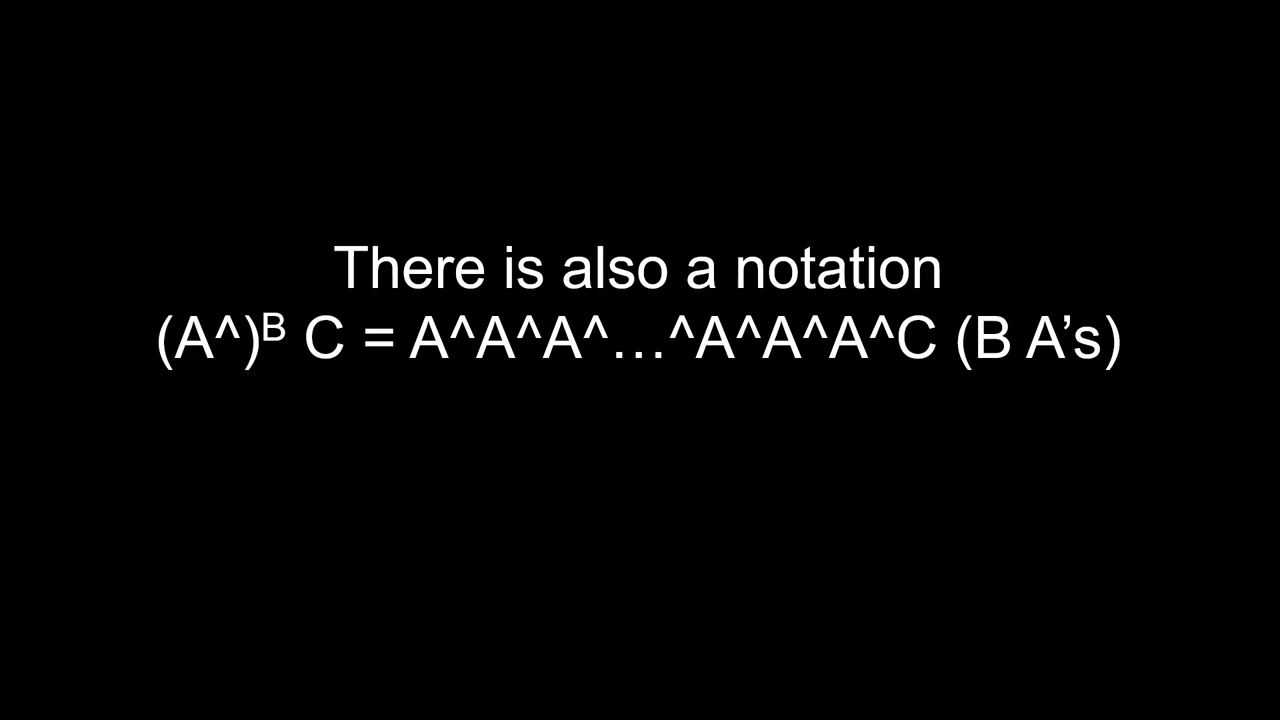 There is also a notation
(A^)ᴮ C = A^A^A^…^A^A^A^C (B A’s)